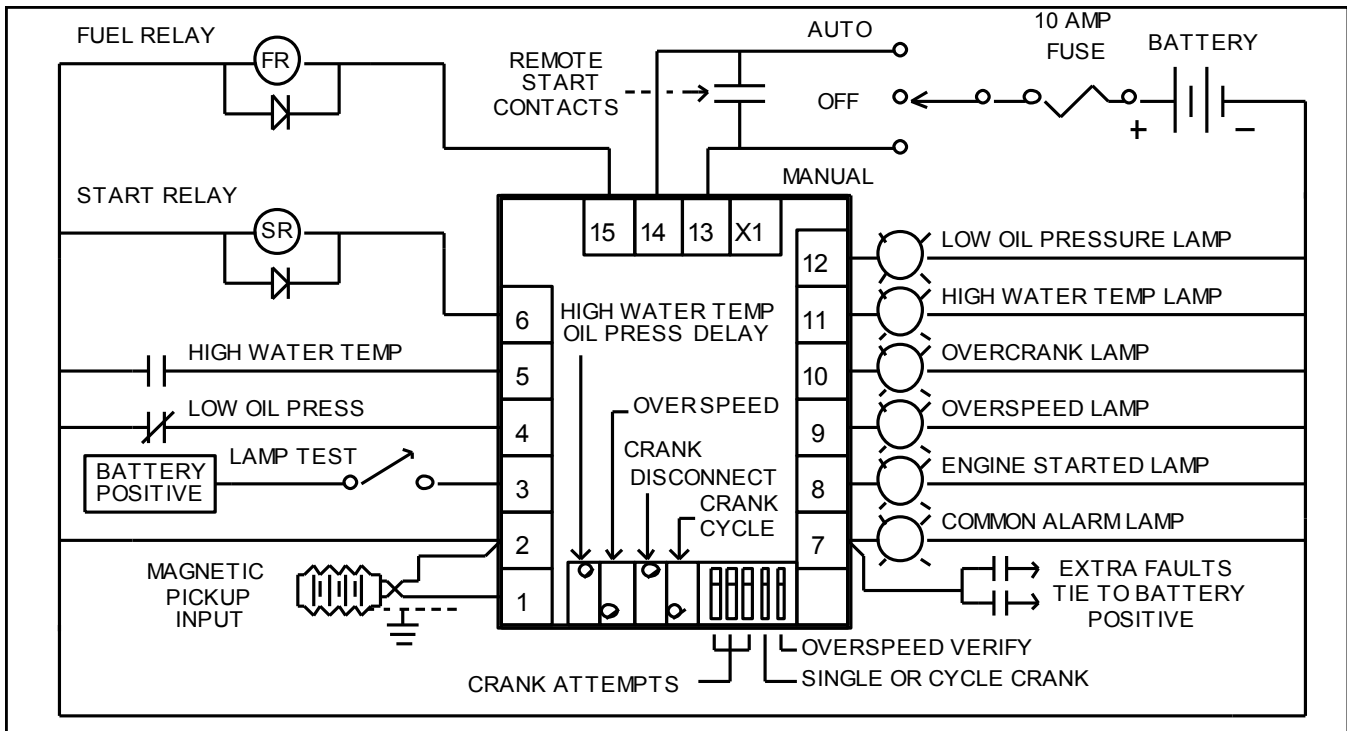 FUEL RELAY
FR
REMOTE
START
CONTACTS
AUTO
OFF
MANUAL
10 AMP
FUSE
BATTERY
+
−
START RELAY
SR
15 14 13 X1
12 LOW OIL PRESSURE LAMP
11 HIGH WATER TEMP LAMP
10 OVERCRANK LAMP
9 OVERSPEED LAMP
8 ENGINE STARTED LAMP
7 COMMON ALARM LAMP
6
HIGH WATER TEMP 5
LOW OIL PRESS 4
BATTERY
POSITIVE
LAMP TEST 3
2
MAGNETIC
PICKUP
INPUT
1
HIGH WATER TEMP
OIL PRESS DELAY
OVERSPEED
CRANK
DISCONNECT
CRANK
CYCLE
EXTRA FAULTS
TIE TO BATTERY
POSITIVE
OVERSPEED VERIFY
SINGLE OR CYCLE CRANK
CRANK ATTEMPTS